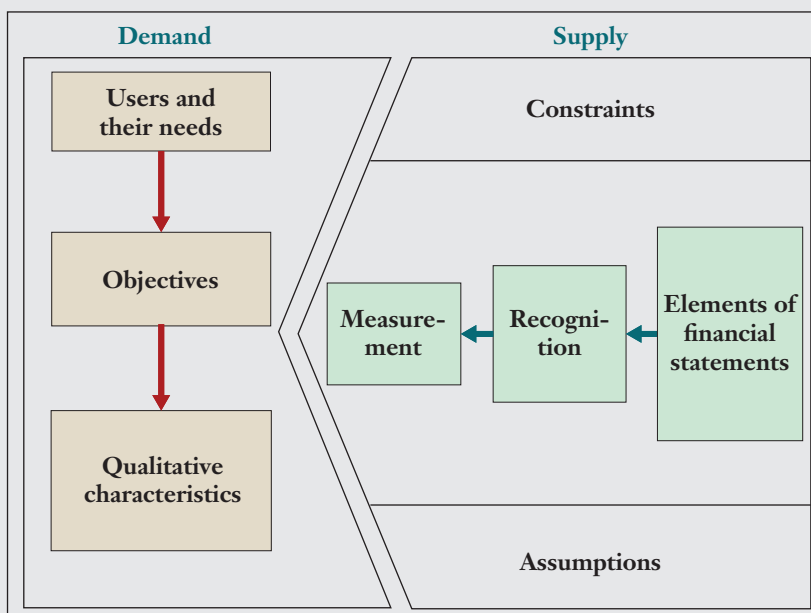 Demand
Users and
their needs
Objectives
Qualitative
characteristics
Supply
Constraints
Measure-
ment
Recogni-
tion
Elements of
financial
statements
Assumptions